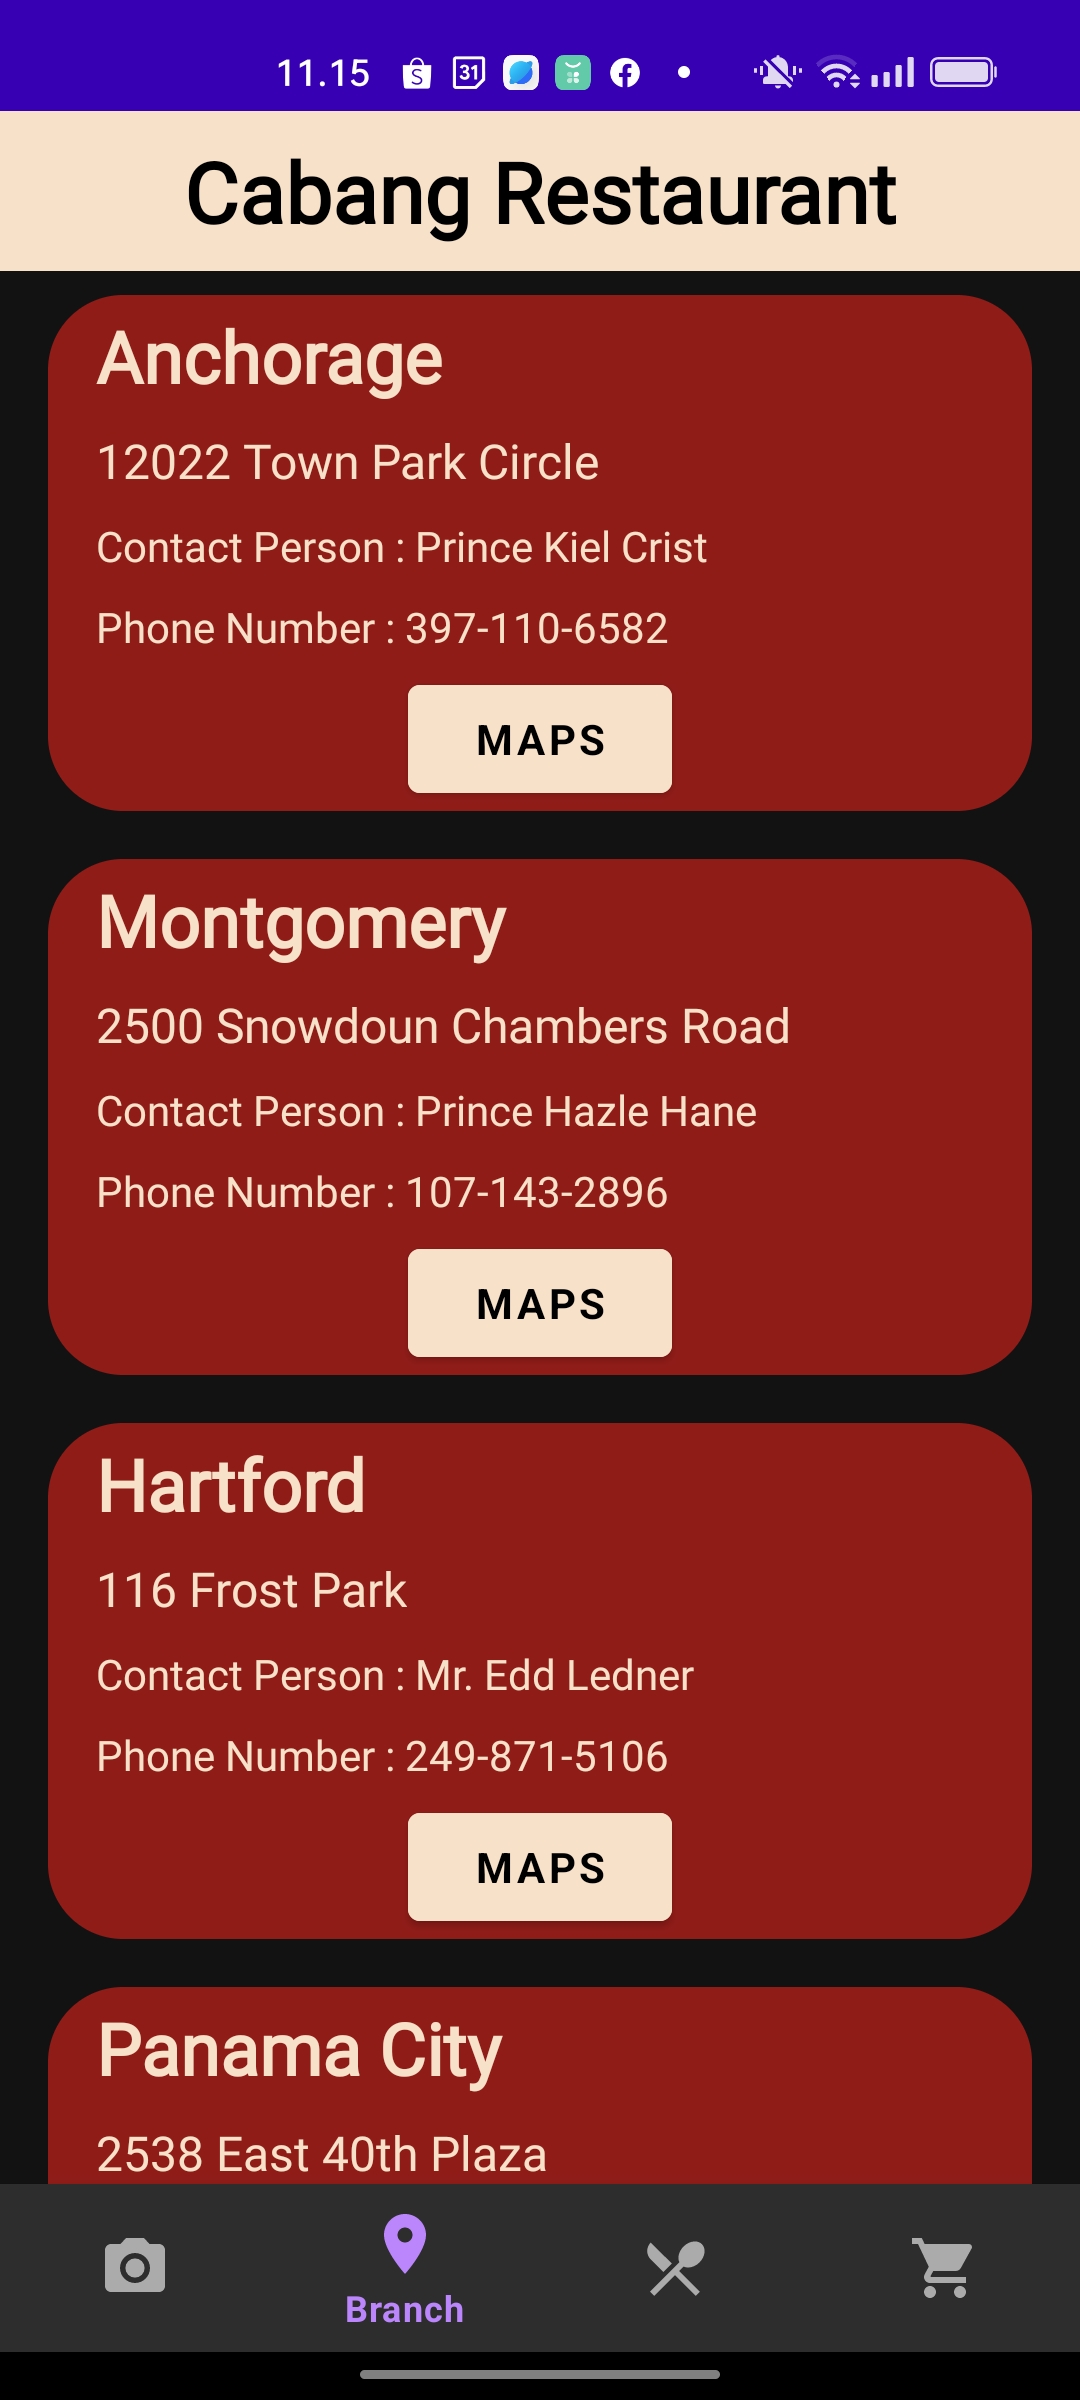 11.15
31
Cabang Restaurant
Anchorage
12022 Town Park Circle
Contact Person : Prince Kiel Crist
Phone Number : 397-110-6582
MAPS
Montgomery
2500 Snowdoun Chambers Road
Contact Person : Prince Hazle Hane
Phone Number : 107-143-2896
MAPS
Hartford
116 Frost Park
Contact Person : Mr. Edd Ledner
Phone Number : 249-871-5106
MAPS
Panama City
2538 East 40th Plaza
Branch